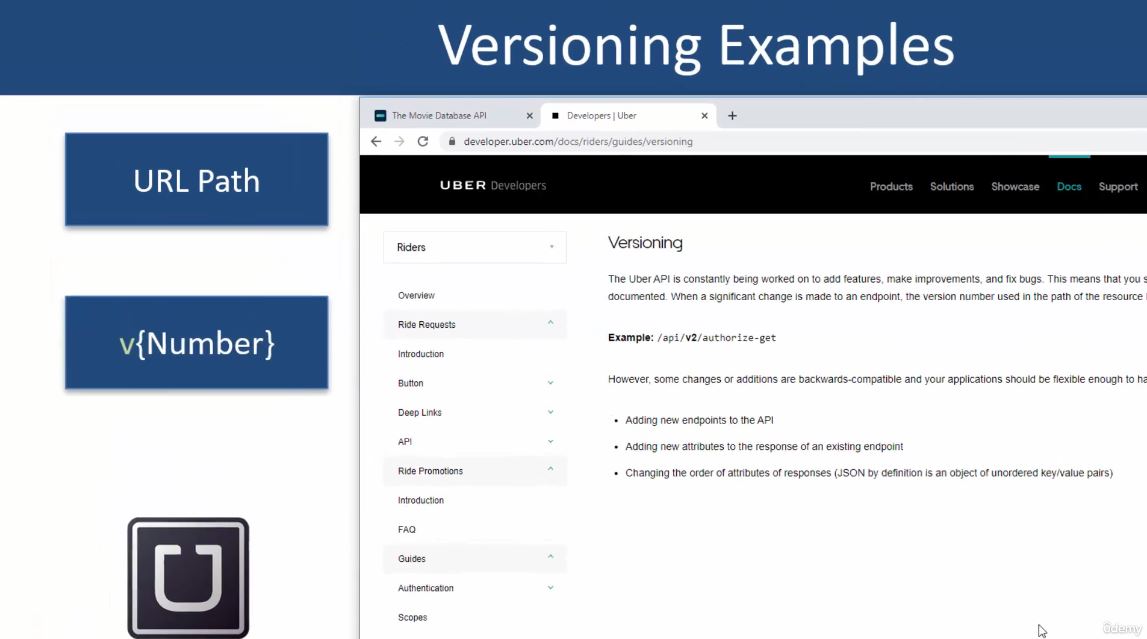 Versioning Examples
URL Path
v{Number}
The Movie Database API
Developers | Uber
developer.uber.com/docs/riders/guides/versioning
UBER Developers
Products Solutions Showcase Docs Support
Riders
Overview
Ride Requests
Introduction
Button
Deep Links
API
Ride Promotions
Introduction
FAQ
Guides
Authentication
Scopes
Versioning
The Uber API is constantly being worked on to add features, make improvements, and fix bugs. This means that you s
documented. When a significant change is made to an endpoint, the version number used in the path of the resource
Example: /api/v2/authorize-get
However, some changes or additions are backwards-compatible and your applications should be flexible enough to ha
• Adding new endpoints to the API
• Adding new attributes to the response of an existing endpoint
• Changing the order of attributes of responses (JSON by definition is an object of unordered key/value pairs)
U
ûdemy